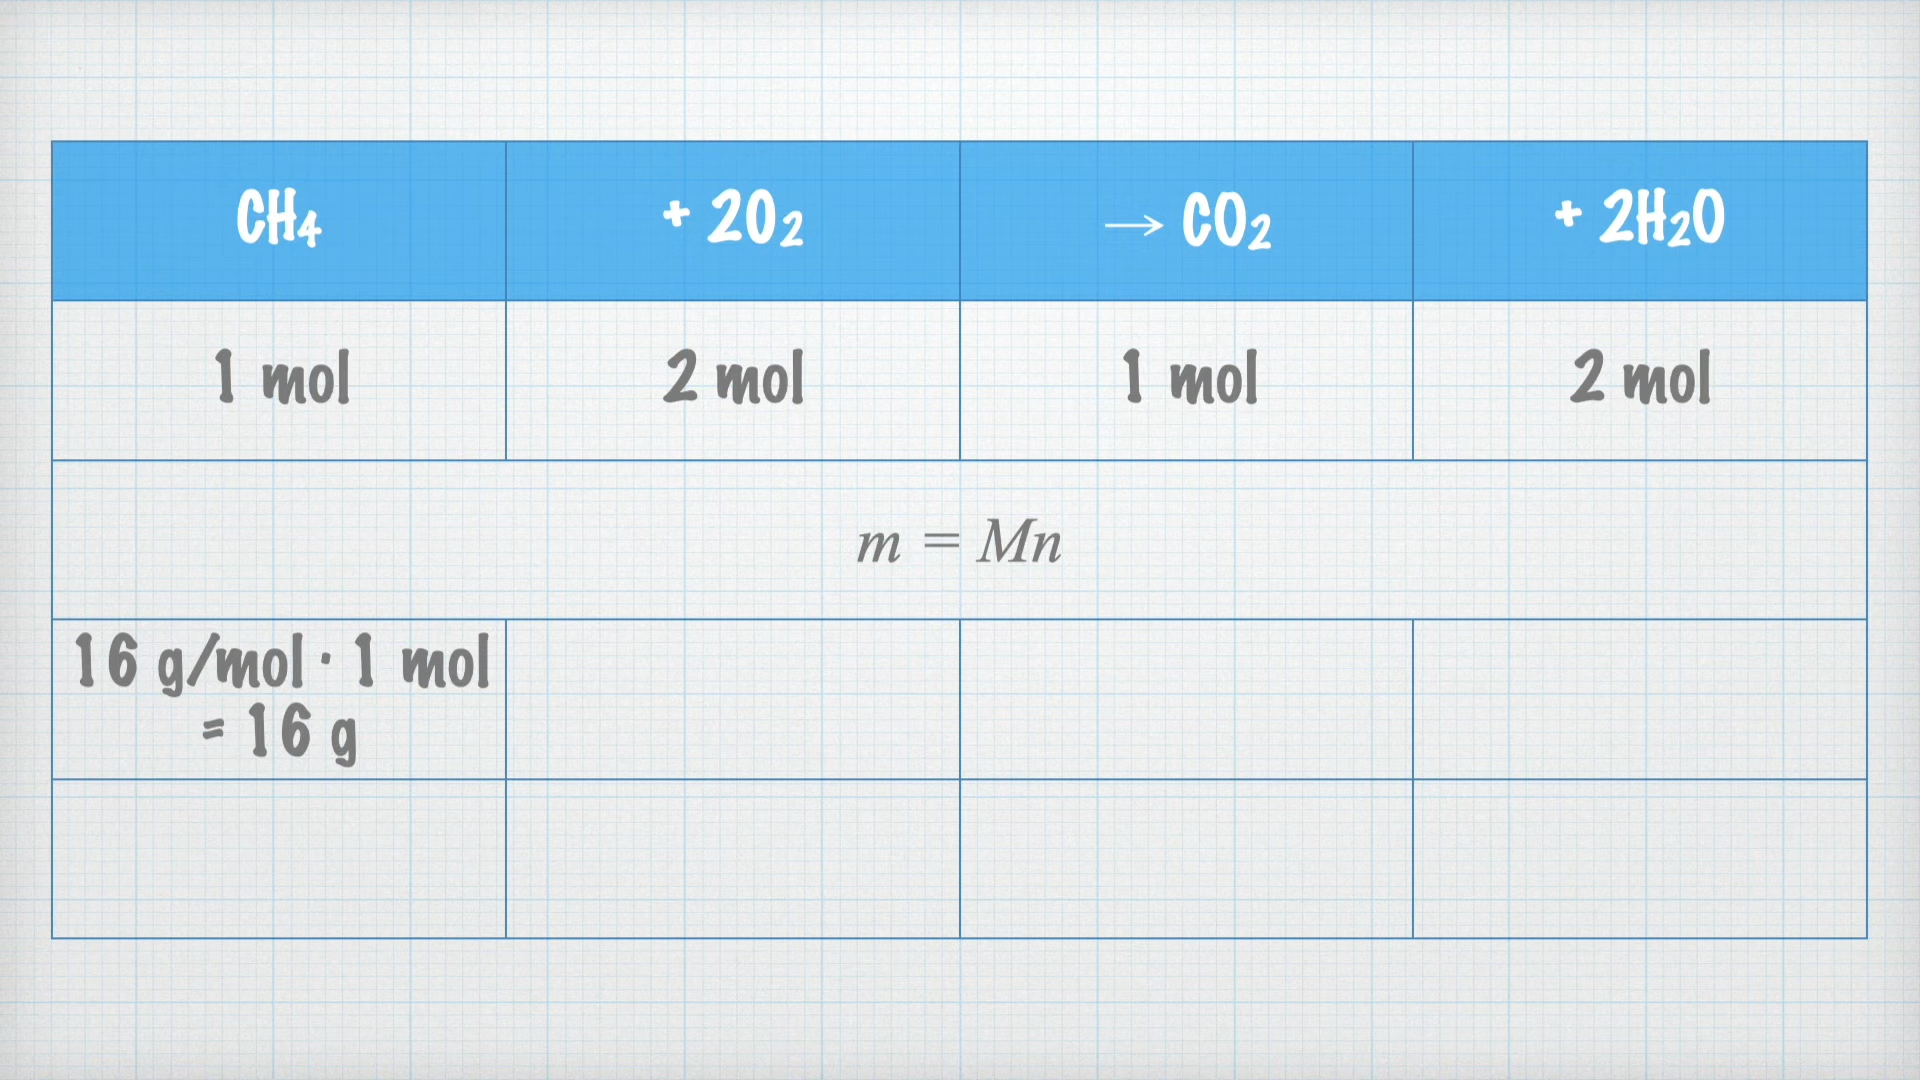 CH₄
+ 2O₂
→ CO₂
+ 2H₂O
1 mol
2 mol
1 mol
2 mol
m = Mn
16 g/mol · 1 mol
= 16 g